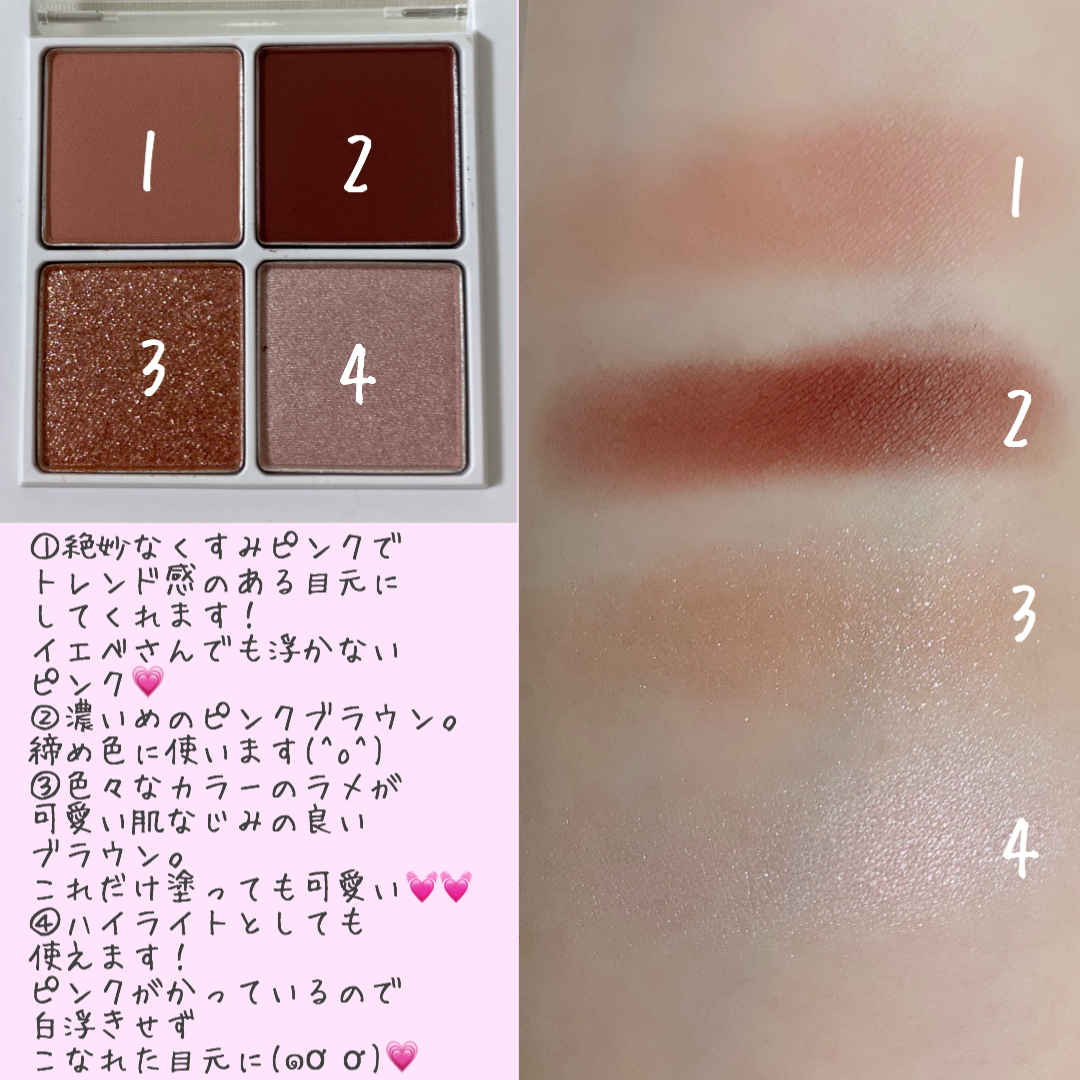 1
2
3
4
①絶妙なくすみピンクで
トレンド感のある目元に
してくれます!
イエベさんでも浮かない
ピンク💗
②濃いめのピンクブラウン。
締め色に使います(^o^)
③色々なカラーのラメが
可愛い肌なじみの良い
ブラウン。
これだけ塗っても可愛い💓💓
④ハイライトとしても
使えます!
ピンクがかっているので
白浮きせず
こなれた目元に(๑σ̴̶̷ σ̴̶̷)💗
1
2
3
4